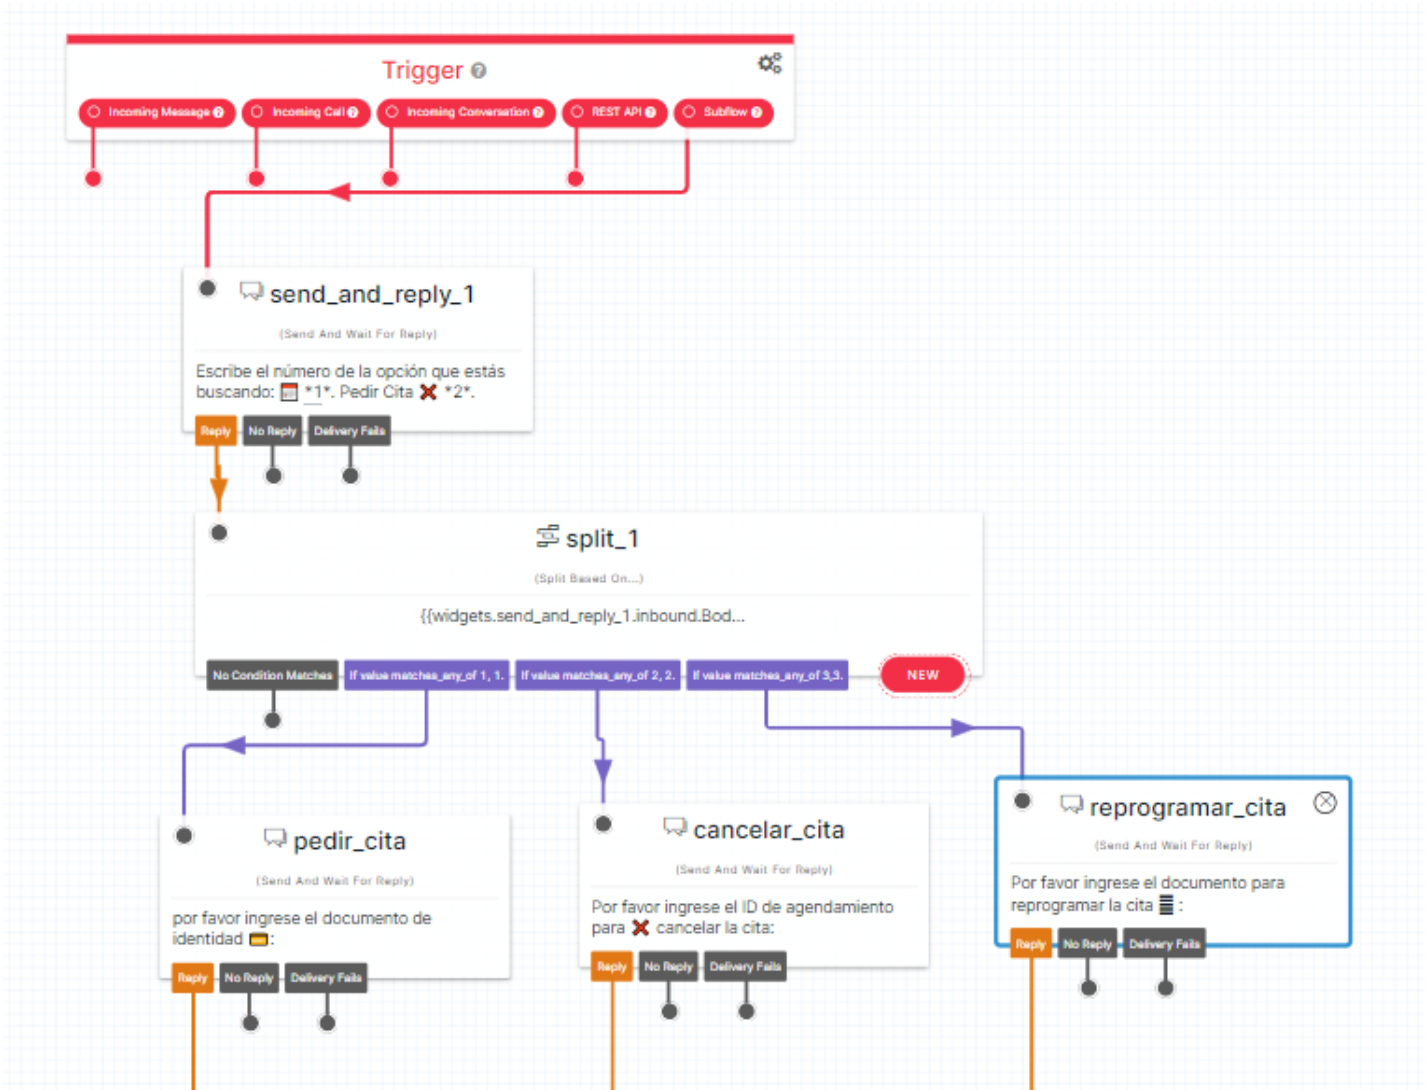 Trigger
Incoming Message
Incoming Call
Incoming Conversation
REST API
Subflow
send_and_reply_1
(Send And Wait For Reply)
Escribe el número de la opción que estás
buscando: *1*. Pedir Cita ❌ *2*.
Reply
No Reply
Delivery Fails
split_1
(Split Based On...)
{{widgets.send_and_reply_1.inbound.Bod...
No Condition Matches
If value matches_any_of 1, 1.
If value matches_any_of 2, 2.
If value matches_any_of 3,3.
NEW
pedir_cita
(Send And Wait For Reply)
por favor ingrese el documento de
identidad 💳:
Reply
No Reply
Delivery Fails
cancelar_cita
(Send And Wait For Reply)
Por favor ingrese el ID de agendamiento
para ❌ cancelar la cita:
Reply
No Reply
Delivery Fails
reprogramar_cita
(Send And Wait For Reply)
Por favor ingrese el documento para
reprogramar la cita :
Reply
No Reply
Delivery Fails